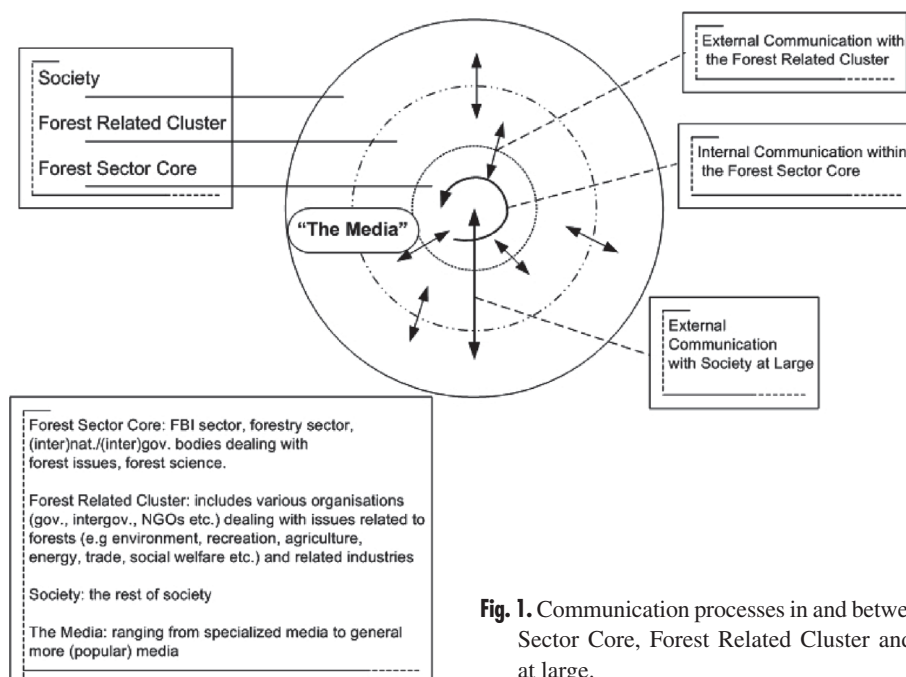 Society
Forest Related Cluster
Forest Sector Core
"The Media"
External Communication with
the Forest Related Cluster
Internal Communication within
the Forest Sector Core
External
Communication
with Society at Large
Forest Sector Core: FBI sector, forestry sector,
(inter)nat./(inter)gov. bodies dealing with
forest issues, forest science.
Forest Related Cluster: includes various organisations
(gov., intergov., NGOs etc.) dealing with issues related to
forests (e.g environment, recreation, agriculture,
energy, trade, social welfare etc.) and related industries
Society: the rest of society
The Media: ranging from specialized media to general
more (popular) media
Fig. 1. Communication processes in and betwe
Sector Core, Forest Related Cluster and
at large.